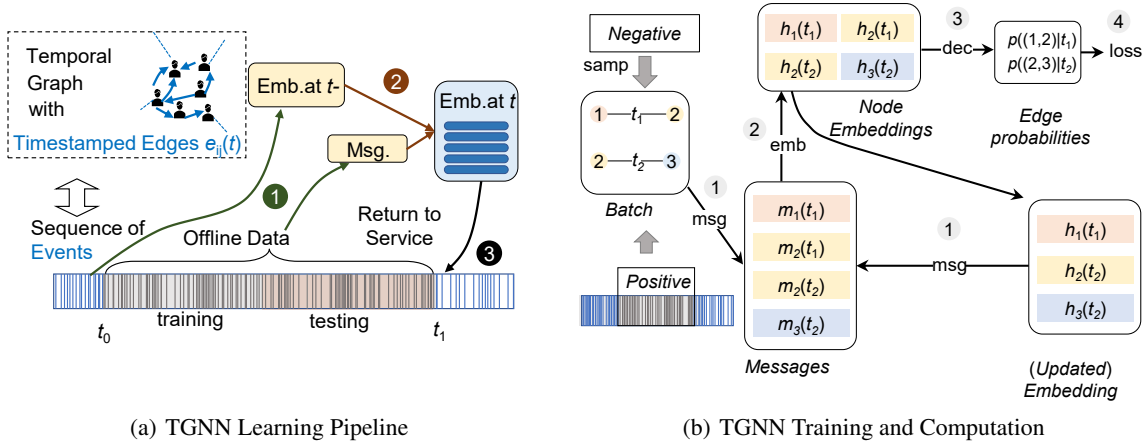 Temporal
Graph
with
Timestamped Edges e_ij(t)
Sequence of
Events
1
Emb.at t-
Msg.
2
Emb.at t
Offline Data
Return to
Service
3
t_0
training
testing
t_1
(a) TGNN Learning Pipeline
Negative
samp
1 t_1 2
2 t_2 3
Batch
Positive
1
msg
m_1(t_1)
m_2(t_1)
m_2(t_2)
m_3(t_2)
Messages
2
emb
h_1(t_1) h_2(t_1)
h_2(t_2) h_3(t_2)
Node
Embeddings
3
dec
p((1,2)|t_1)
p((2,3)|t_2)
Edge
probabilities
4
loss
1
msg
h_1(t_1)
h_2(t_2)
h_3(t_2)
(Updated)
Embedding
(b) TGNN Training and Computation